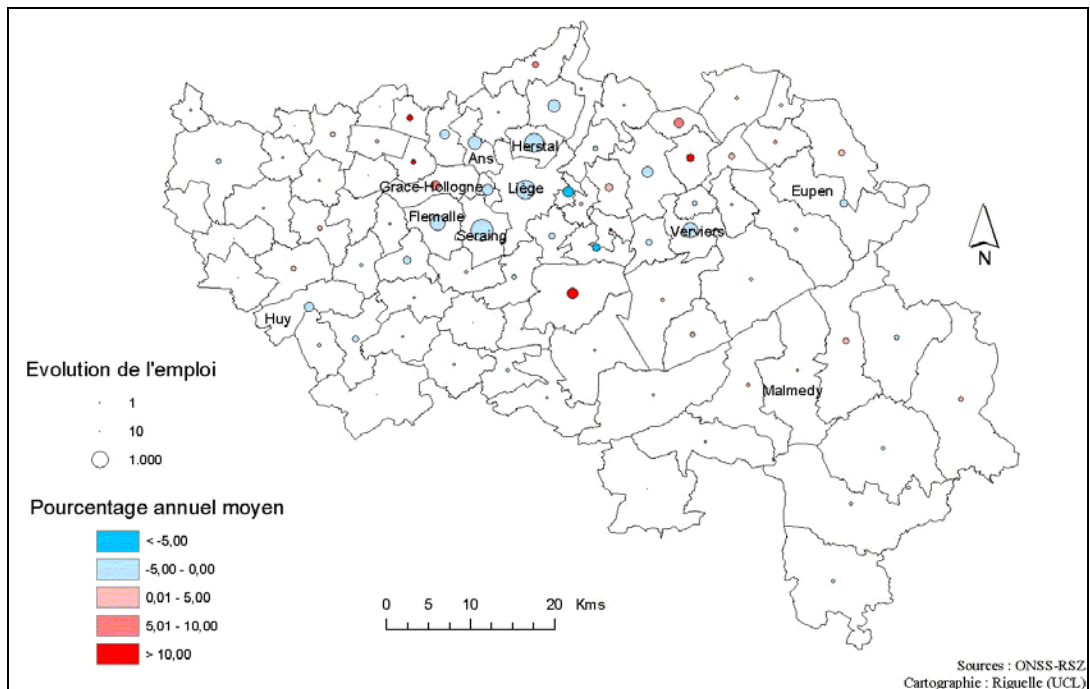 Herstal
Ans
Grace-Hollogne
Liège
Eupen
Flemalle
Seraing
Verviers
N
Huy
Evolution de l'emploi
1
Malmedy
10
1.000
Pourcentage annuel moyen
< -5,00
-5,00 - 0,00
0,01 - 5,00
0 5 10 20 Kms
5,01 - 10,00
> 10,00
Sources : ONSS-RSZ
Cartographie : Riguelle (UCL)